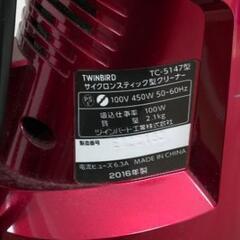 TWINBIRD TC-5147型
サイクロンスティック型クリーナー
100V 450W 50-60Hz
吸込仕事率 100W
質量 2.1kg
ツインバード工業株式会社
製造番号
電流ヒューズ 6.3A MADE IN CHINA
2016年製